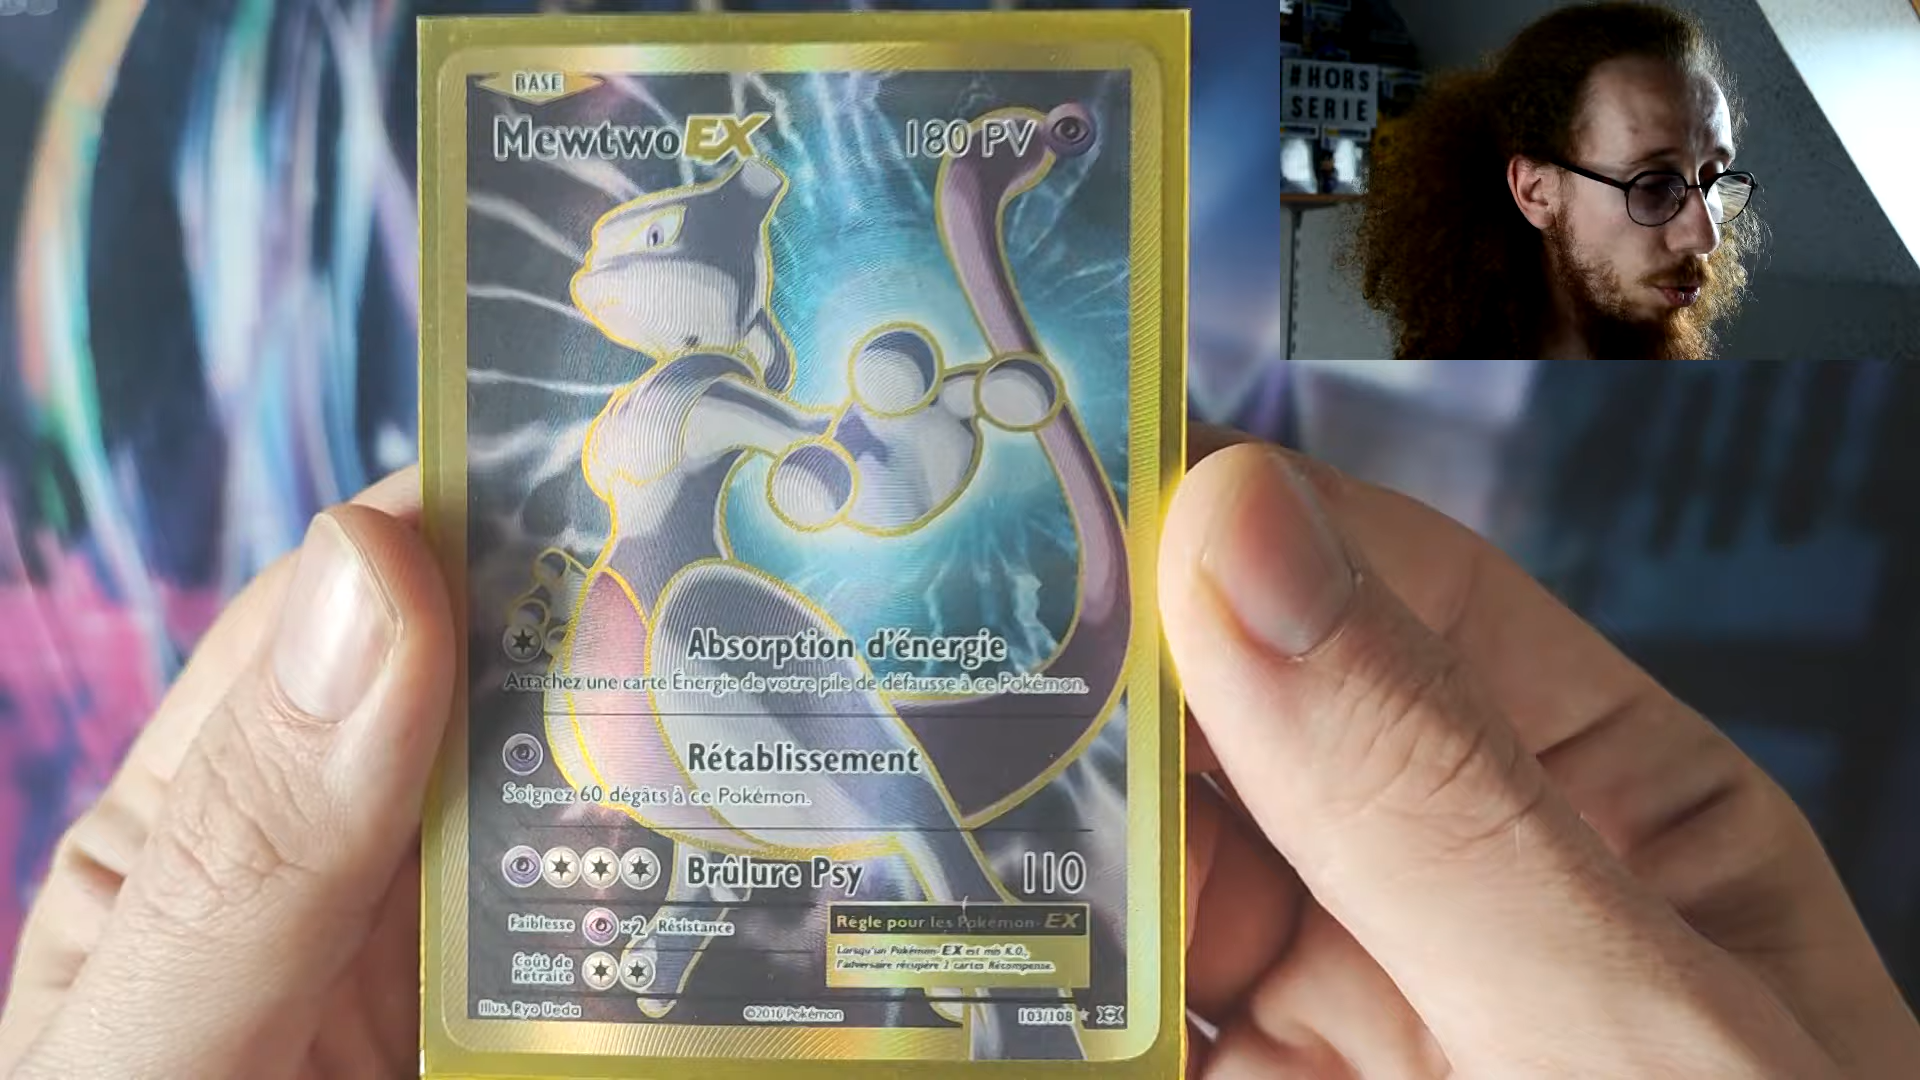 BASE
MewtwoEX 180 PV
Absorption d'énergie
Attachez une carte Énergie de votre pile de défausse à ce Pokémon.
Rétablissement
Soignez 60 dégâts à ce Pokémon.
Brûlure Psy 110
Faiblesse ×2 Résistance
Règle pour les Pokémon-EX
Lorsqu'un Pokémon-EX est mis K.O.,
l'adversaire récupère 2 cartes Récompense.
Coût de
Retraite
Illus. Ryo Ueda ©2016 Pokémon 103/108
#HORS
SERIE